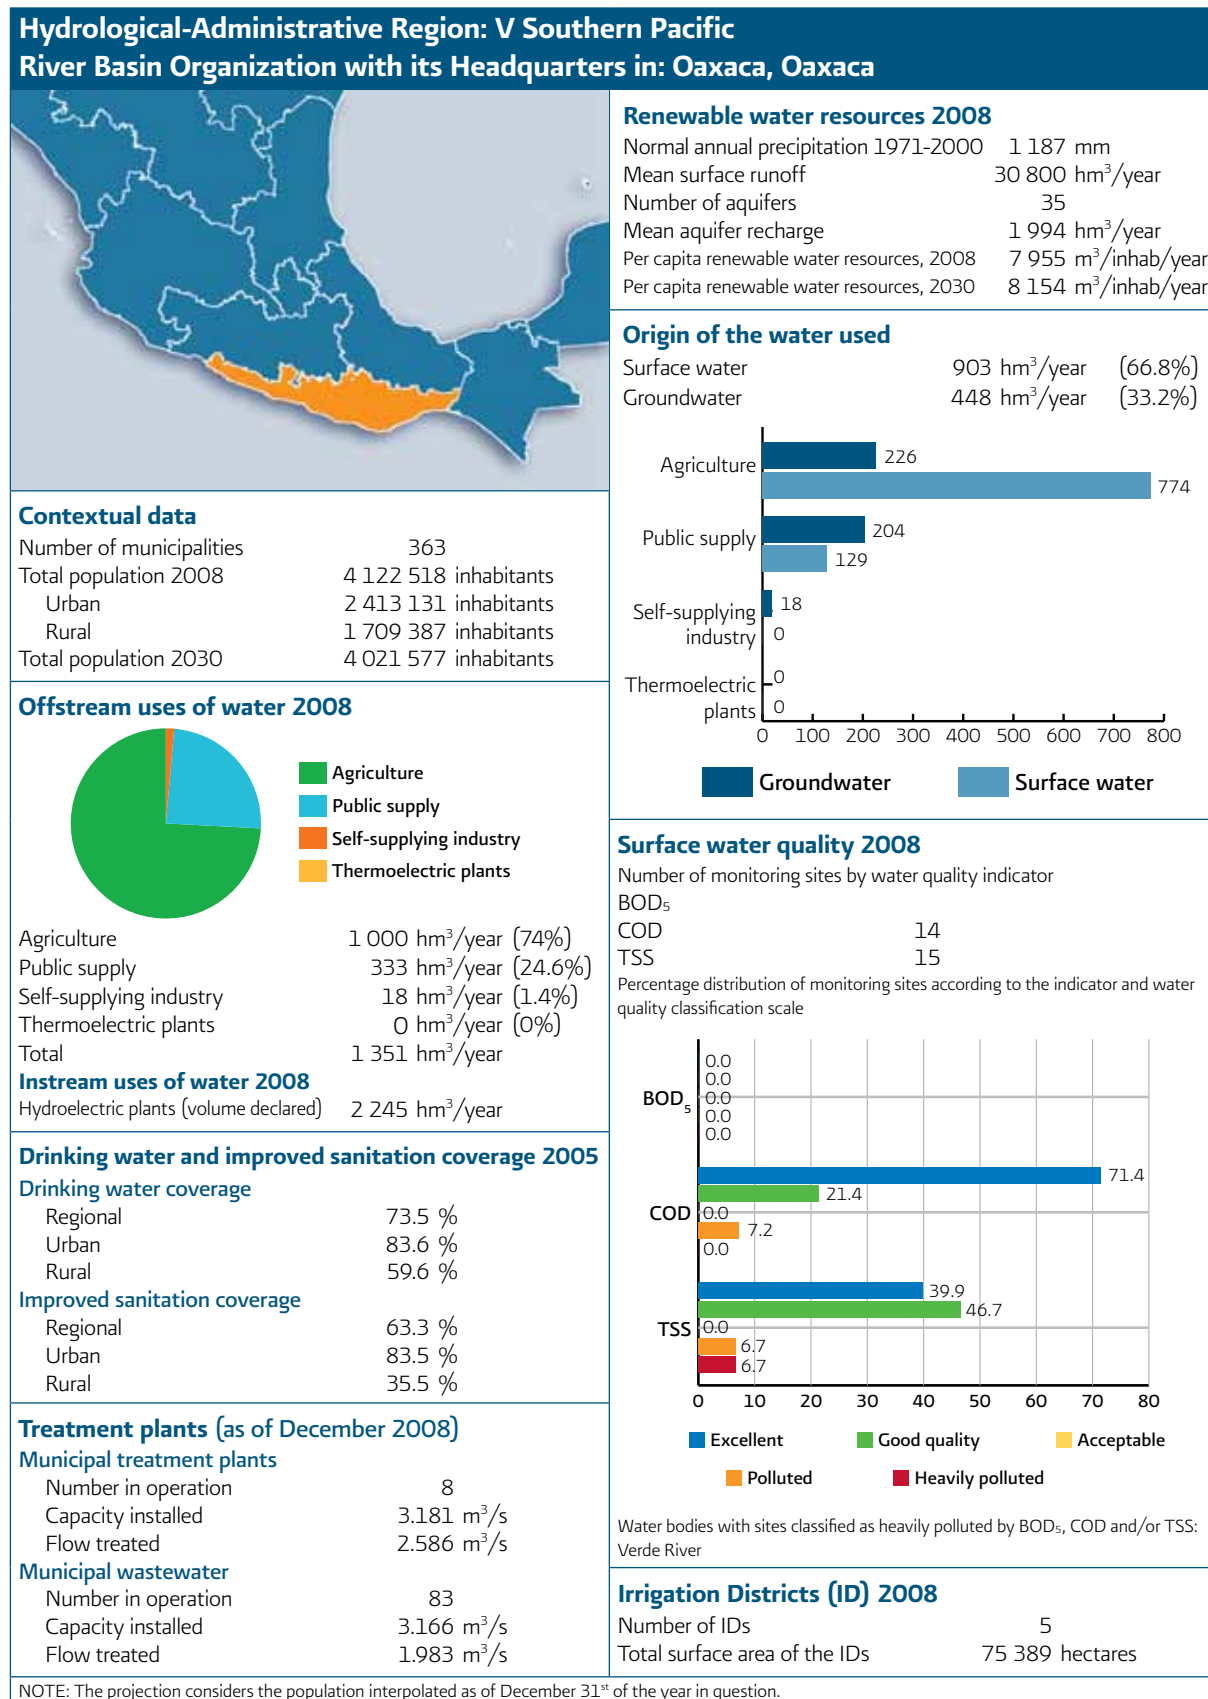 Hydrological-Administrative Region: V Southern Pacific
River Basin Organization with its Headquarters in: Oaxaca, Oaxaca
Contextual data
Number of municipalities 363
Total population 2008 4 122 518 inhabitants
Urban 2 413 131 inhabitants
Rural 1 709 387 inhabitants
Total population 2030 4 021 577 inhabitants
Offstream uses of water 2008
Agriculture
Public supply
Self-supplying industry
Thermoelectric plants
Agriculture 1 000 hm³/year (74%)
Public supply 333 hm³/year (24.6%)
Self-supplying industry 18 hm³/year (1.4%)
Thermoelectric plants 0 hm³/year (0%)
Total 1 351 hm³/year
Instream uses of water 2008
Hydroelectric plants (volume declared) 2 245 hm³/year
Drinking water and improved sanitation coverage 2005
Drinking water coverage
Regional 73.5 %
Urban 83.6 %
Rural 59.6 %
Improved sanitation coverage
Regional 63.3 %
Urban 83.5 %
Rural 35.5 %
Treatment plants (as of December 2008)
Municipal treatment plants
Number in operation 8
Capacity installed 3.181 m³/s
Flow treated 2.586 m³/s
Municipal wastewater
Number in operation 83
Capacity installed 3.166 m³/s
Flow treated 1.983 m³/s
Renewable water resources 2008
Normal annual precipitation 1971-2000 1 187 mm
Mean surface runoff 30 800 hm³/year
Number of aquifers 35
Mean aquifer recharge 1 994 hm³/year
Per capita renewable water resources, 2008 7 955 m³/inhab/year
Per capita renewable water resources, 2030 8 154 m³/inhab/year
Origin of the water used
Surface water 903 hm³/year (66.8%)
Groundwater 448 hm³/year (33.2%)
Agriculture 226
774
Public supply 204
129
Self-supplying industry 18
0
Thermoelectric plants 0
0
0 100 200 300 400 500 600 700 800
Groundwater Surface water
Surface water quality 2008
Number of monitoring sites by water quality indicator
BOD₅
COD 14
TSS 15
Percentage distribution of monitoring sites according to the indicator and water
quality classification scale
BOD₅
0.0
0.0
0.0
0.0
0.0
COD
71.4
21.4
0.0
7.2
0.0
TSS
39.9
46.7
0.0
6.7
6.7
0 10 20 30 40 50 60 70 80
Excellent Good quality Acceptable
Polluted Heavily polluted
Water bodies with sites classified as heavily polluted by BOD₅, COD and/or TSS:
Verde River
Irrigation Districts (ID) 2008
Number of IDs 5
Total surface area of the IDs 75 389 hectares
NOTE: The projection considers the population interpolated as of December 31st of the year in question.